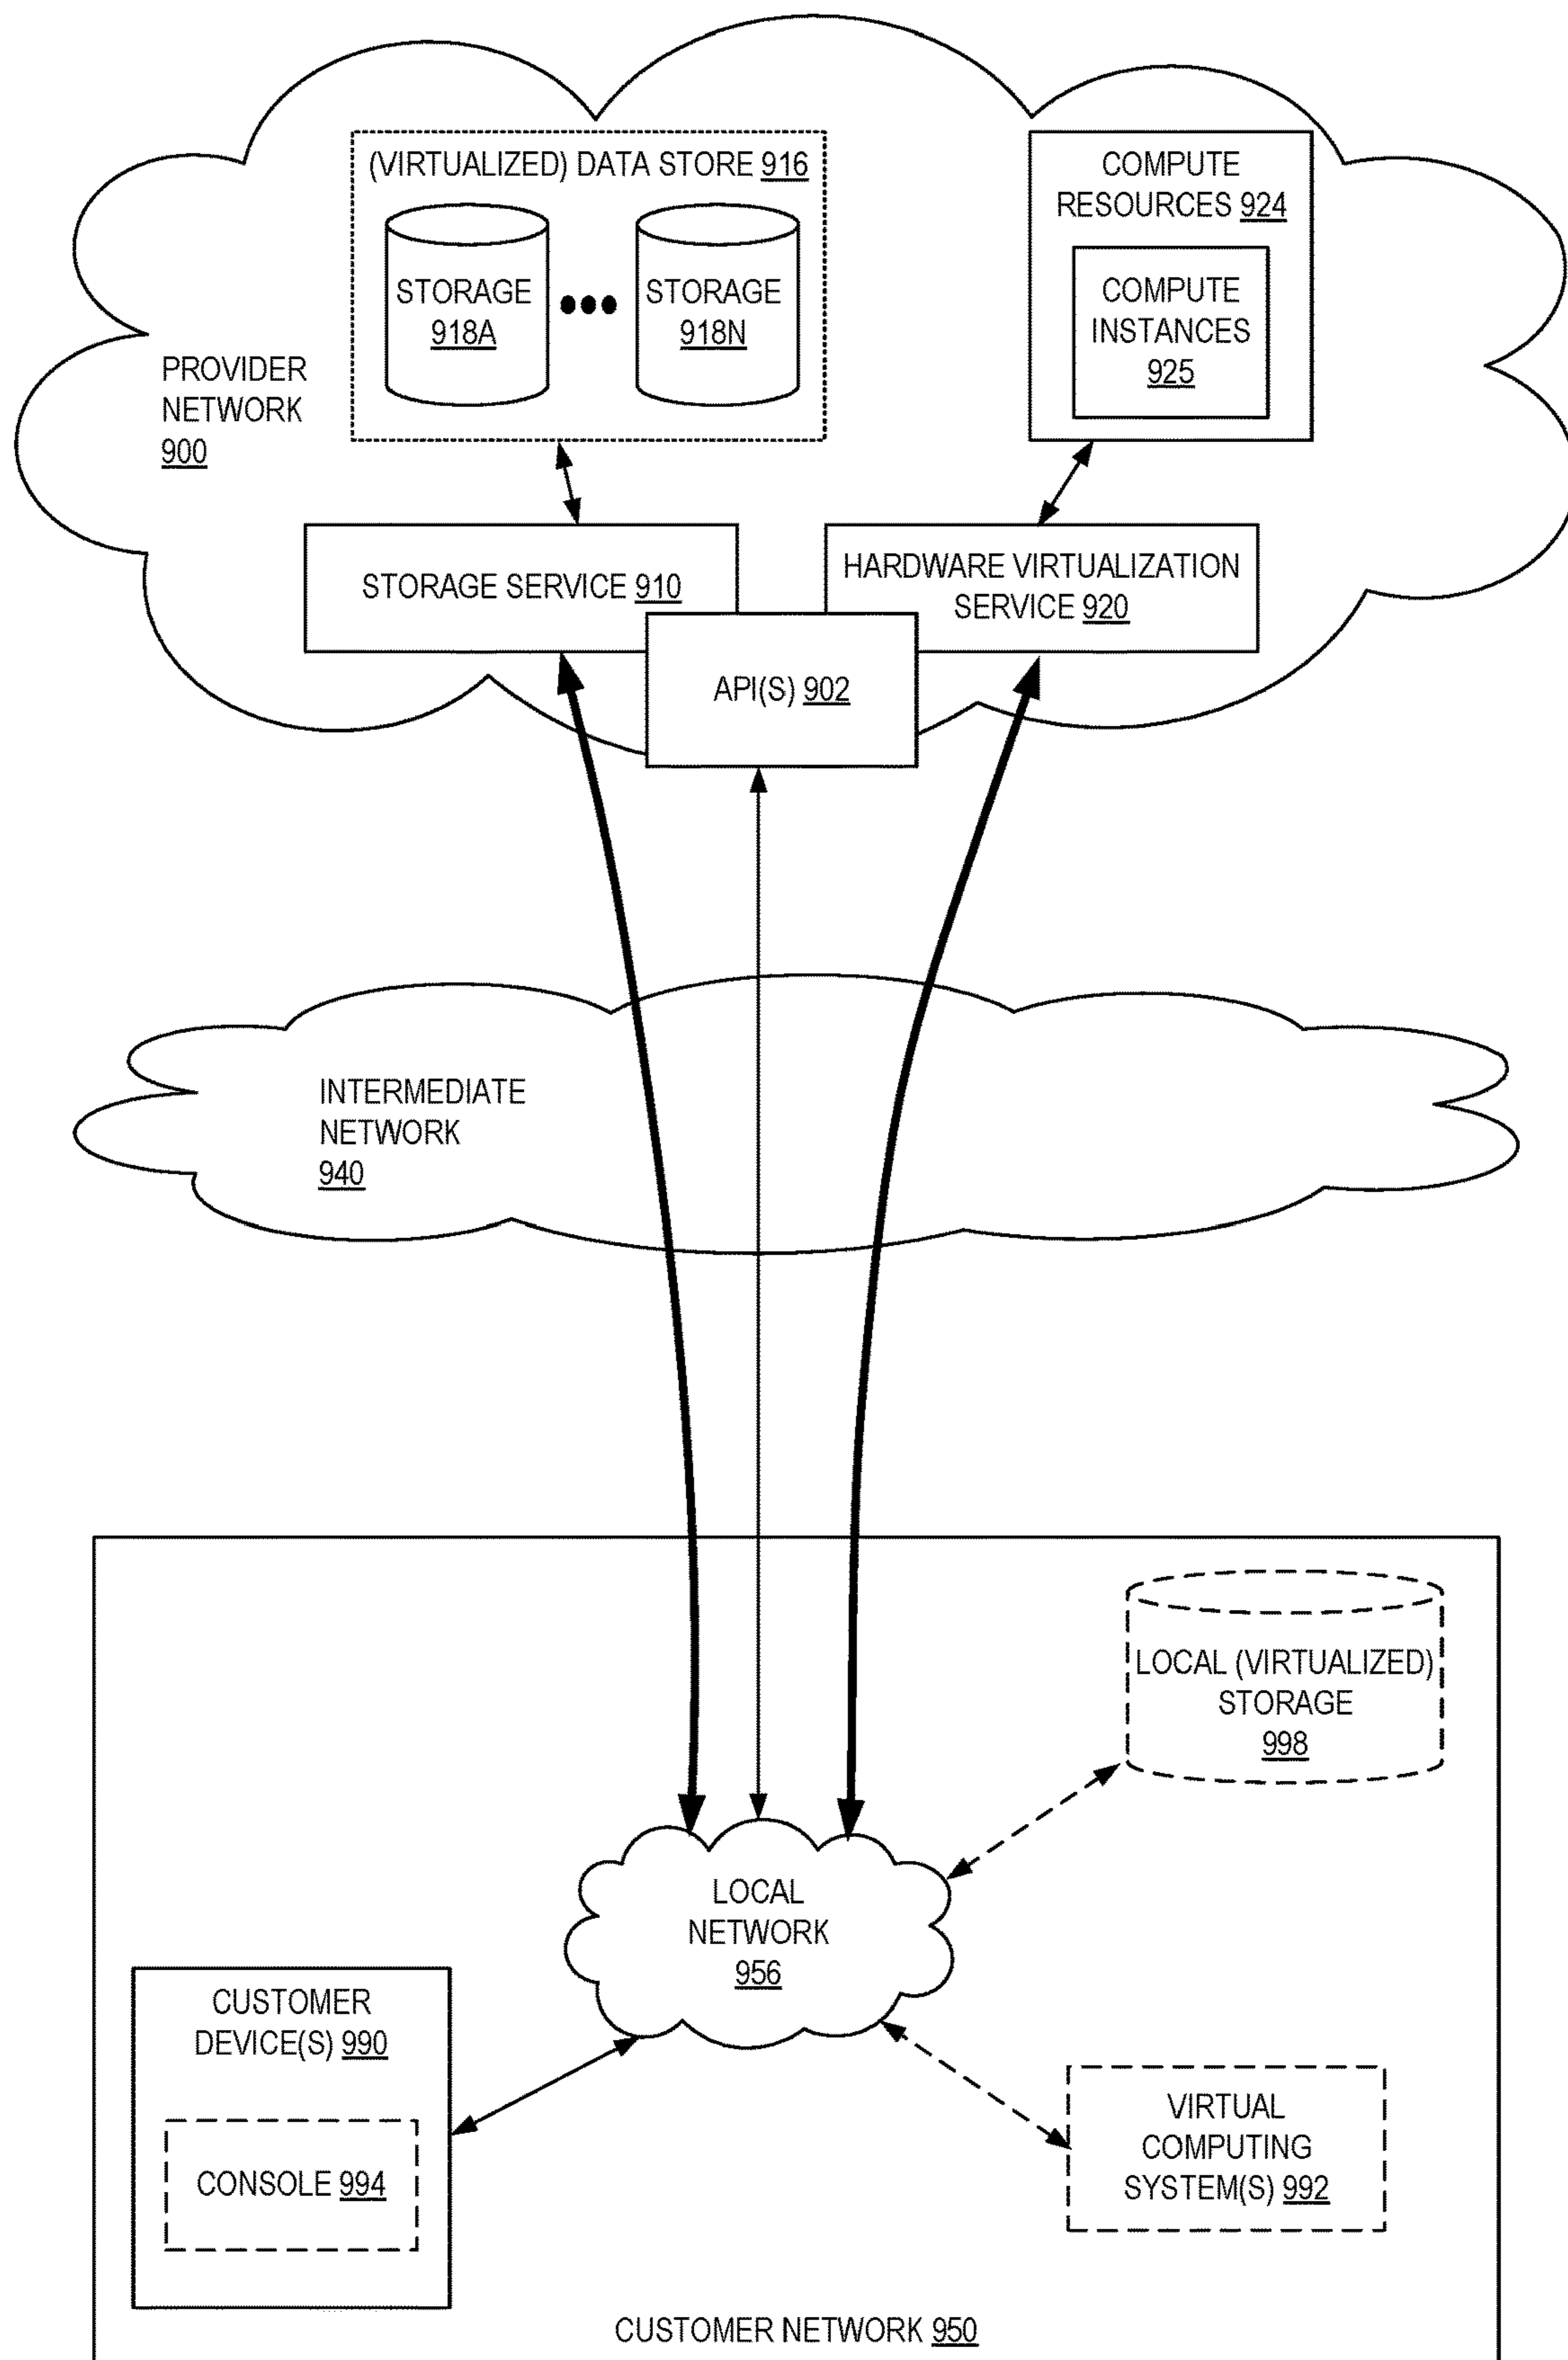 (VIRTUALIZED) DATA STORE 916
STORAGE
918A
STORAGE
918N
COMPUTE
RESOURCES 924
COMPUTE
INSTANCES
925
PROVIDER
NETWORK
900
STORAGE SERVICE 910
HARDWARE VIRTUALIZATION
SERVICE 920
API(S) 902
INTERMEDIATE
NETWORK
940
LOCAL (VIRTUALIZED)
STORAGE
998
LOCAL
NETWORK
956
CUSTOMER
DEVICE(S) 990
CONSOLE 994
VIRTUAL
COMPUTING
SYSTEM(S) 992
CUSTOMER NETWORK 950